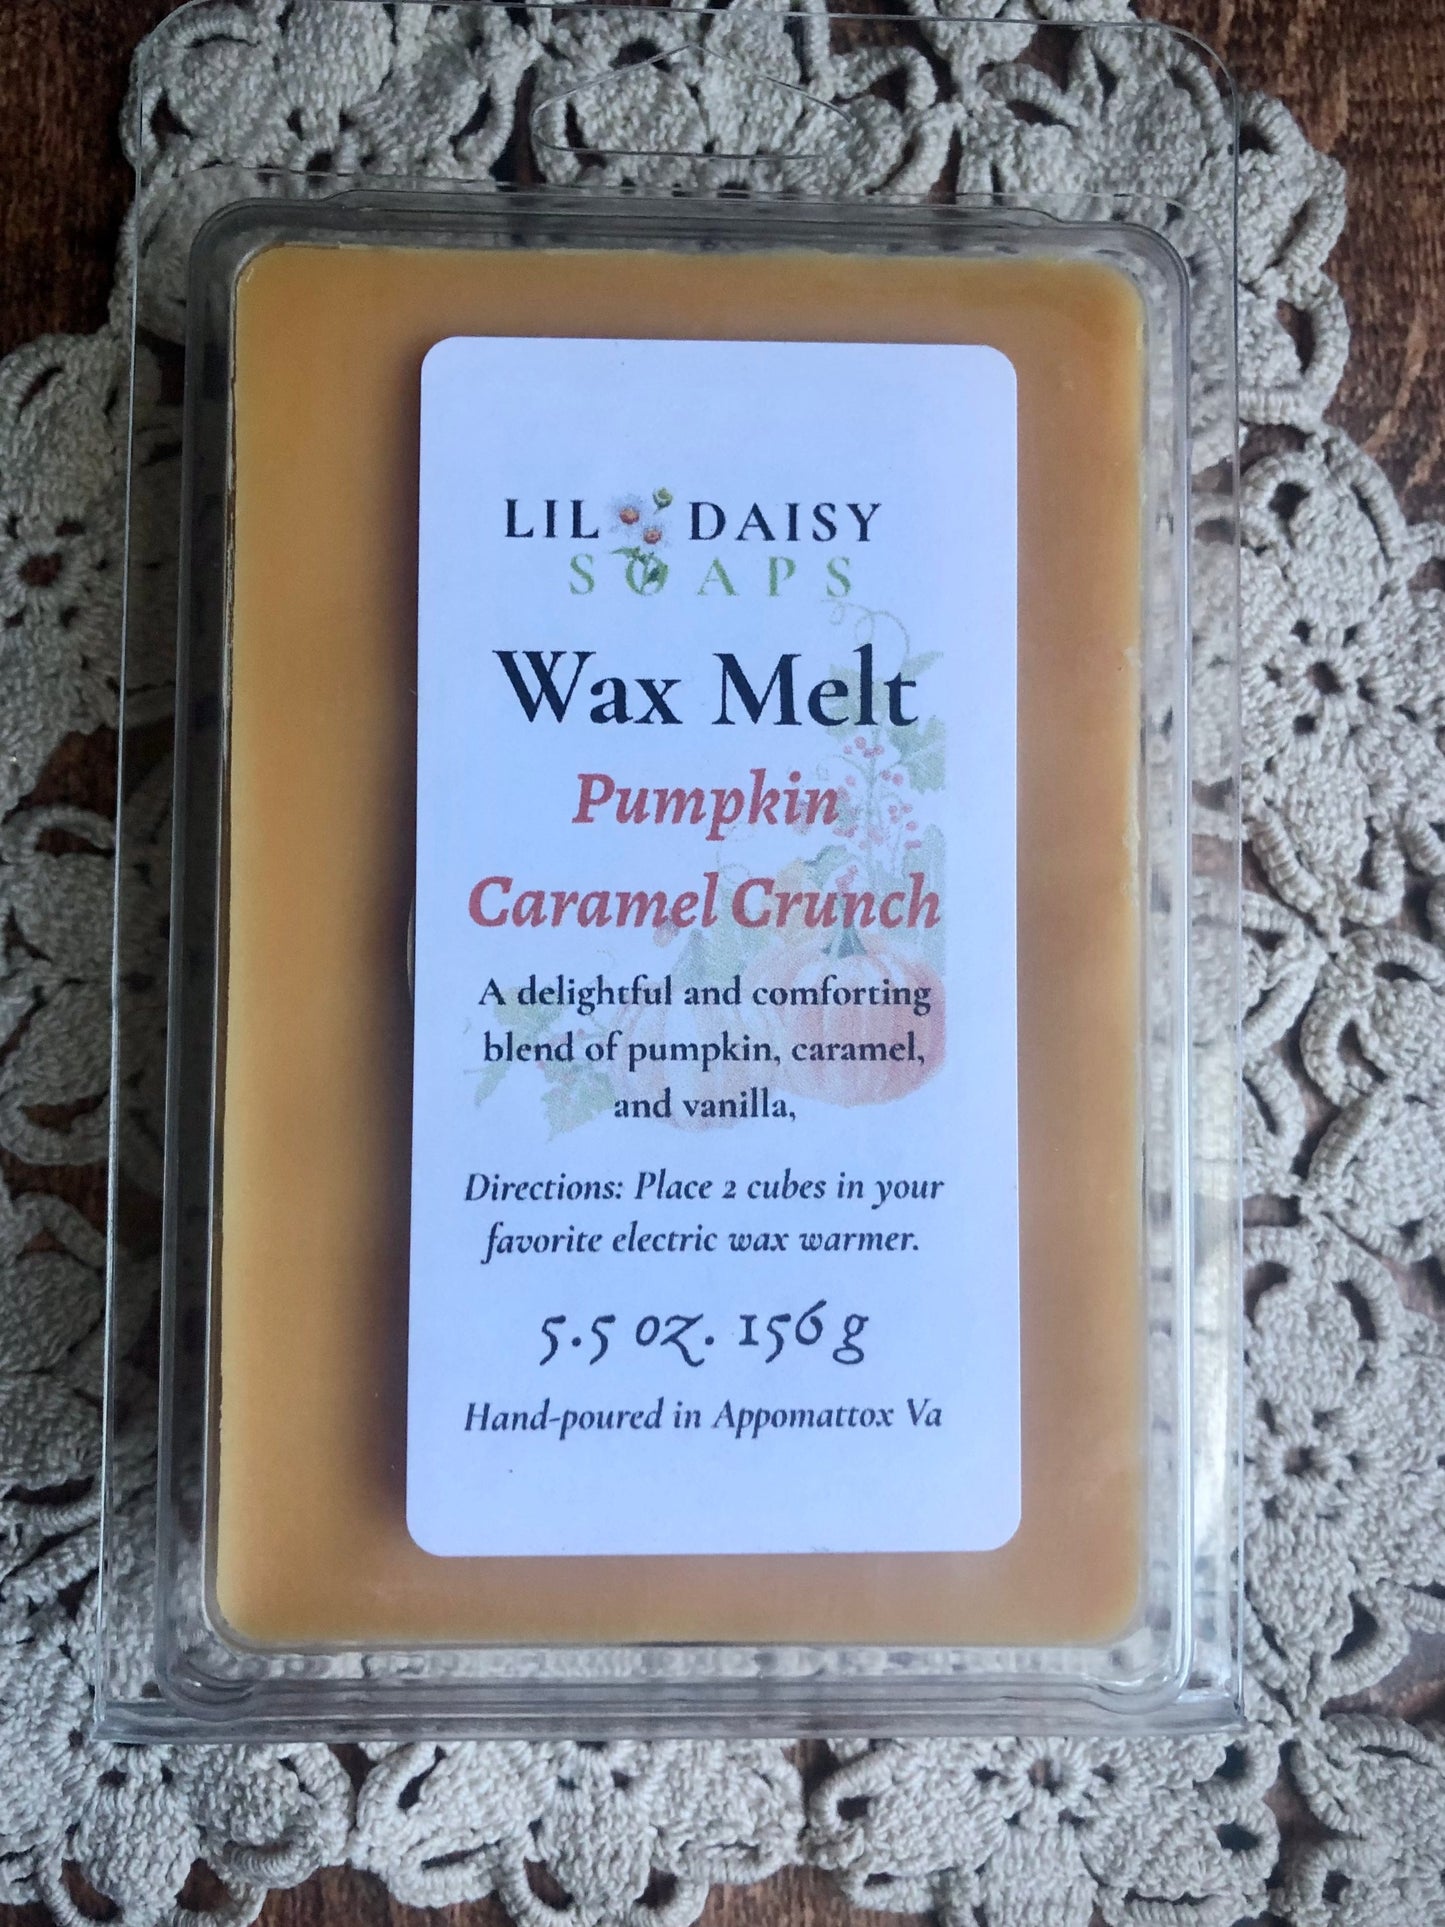 LIL DAISY
SOAPS
Wax Melt
Pumpkin
Caramel Crunch
A delightful and comforting
blend of pumpkin, caramel,
and vanilla,
Directions: Place 2 cubes in your
favorite electric wax warmer.
5.5 oz. 156 g
Hand-poured in Appomattox Va